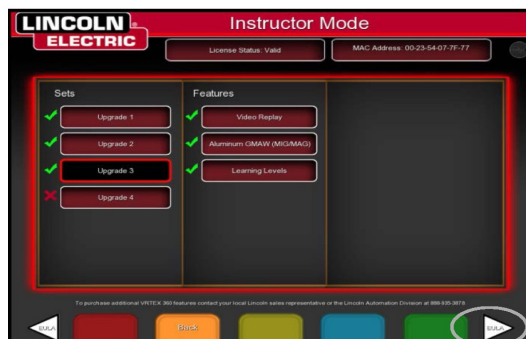 LINCOLN
ELECTRIC
Instructor Mode
License Status: Valid
MAC Address: 00-23-54-07-7F-77
Sets
Features
Upgrade 1
Video Replay
Upgrade 2
Aluminum GMAW (MIG/MAG)
Upgrade 3
Learning Levels
Upgrade 4
To purchase additional VRTEX 360 features contact your local Lincoln sales representative or the Lincoln Automation Division at 888-935-3878.
EULA
Back
EULA